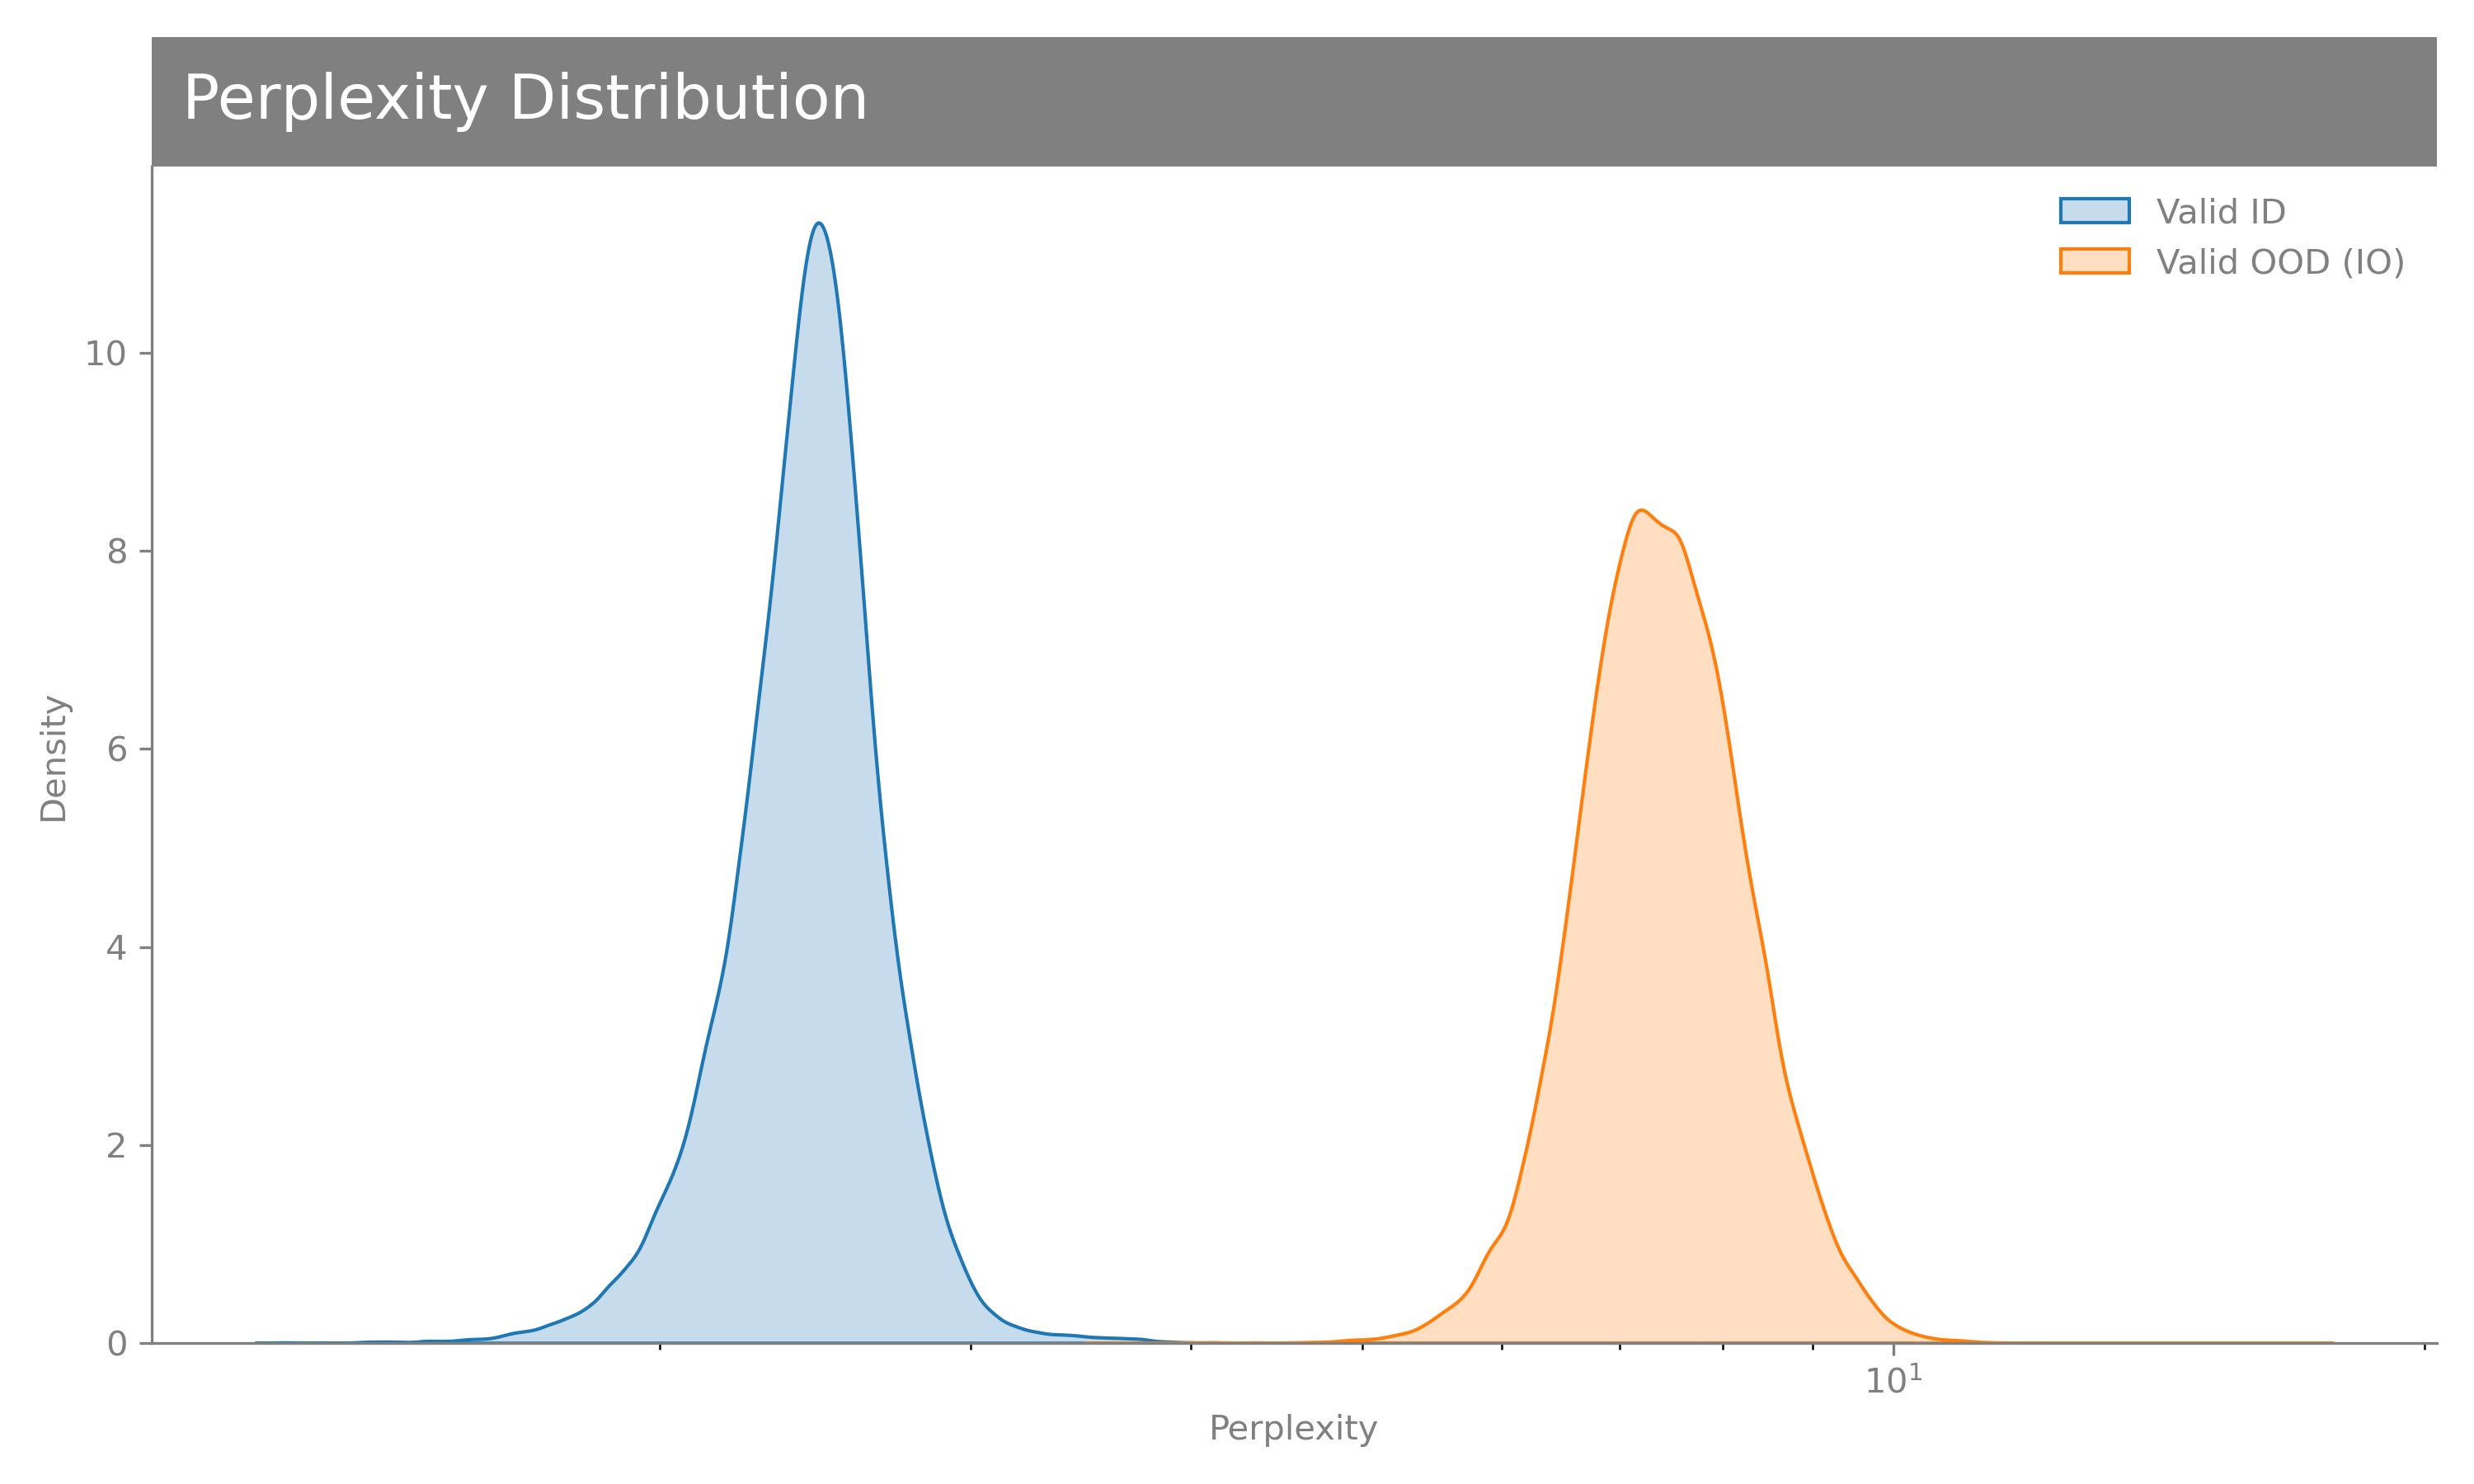 Perplexity Distribution
Valid ID
Valid OOD (IO)
10
8
6
4
2
0
Density
10¹
Perplexity